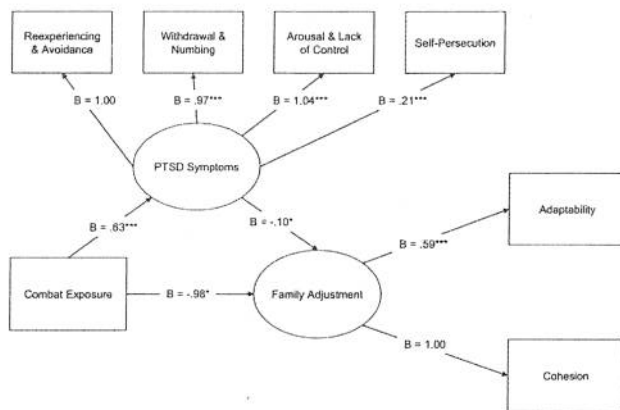 Reexperiencing
& Avoidance
Withdrawal &
Numbing
Arousal & Lack
of Control
Self-Persecution
B = 1.00
B = .97***
B = 1.04***
B = .21***
PTSD Symptoms
Adaptability
B = .63***
B = -.10*
B = .59***
Combat Exposure
B = -.98*
Family Adjustment
B = 1.00
Cohesion